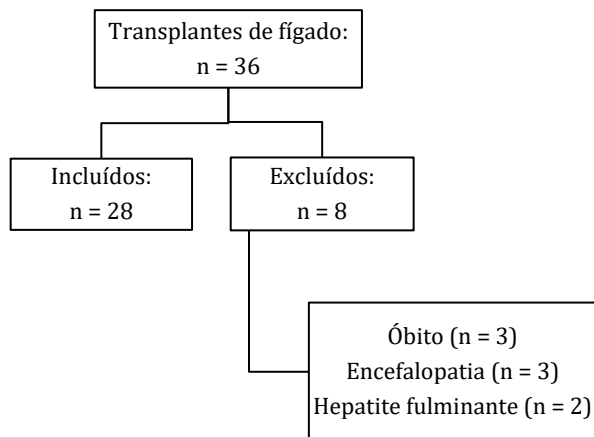 Transplantes de fígado:
n = 36
Incluídos:
n = 28
Excluídos:
n = 8
Óbito (n = 3)
Encefalopatia (n = 3)
Hepatite fulminante (n = 2)